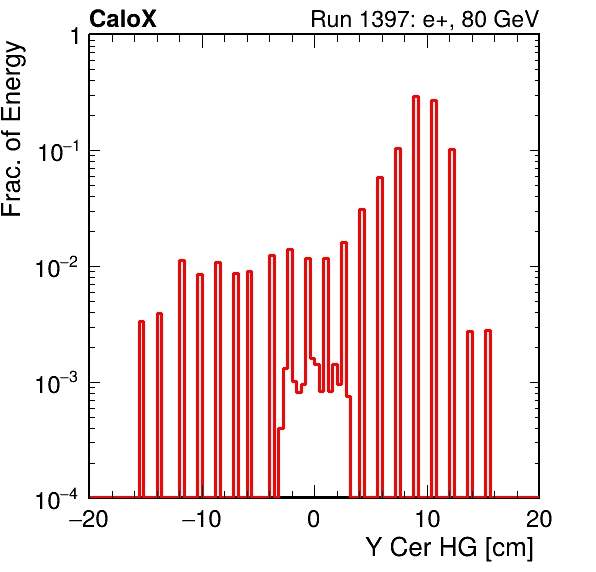 CaloX
Run 1397: e+, 80 GeV
Frac. of Energy
1
10⁻¹
10⁻²
10⁻³
10⁻⁴
−20 −10 0 10 20
Y Cer HG [cm]